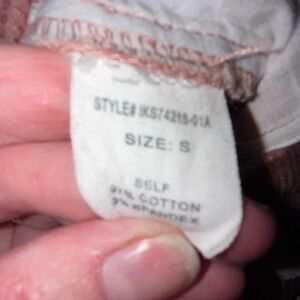 STYLE# IKS74218-01A
SIZE: S
SELF
97% COTTON
3% SPANDEX